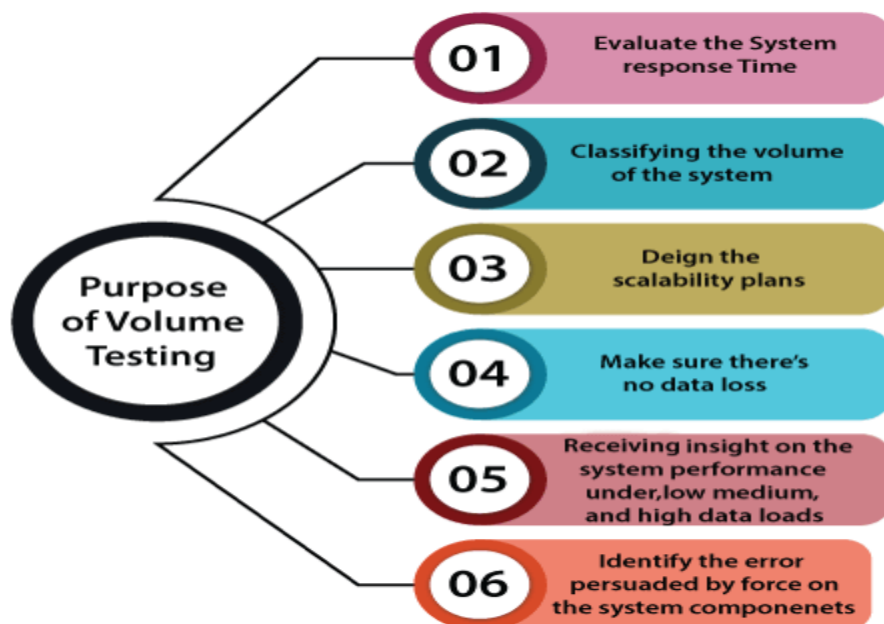 Purpose
of Volume
Testing
01
Evaluate the System
response Time
02
Classifying the volume
of the system
03
Deign the
scalability plans
04
Make sure there's
no data loss
05
Receiving insight on the
system performance
under,low medium,
and high data loads
06
Identify the error
persuaded by force on
the system componenets